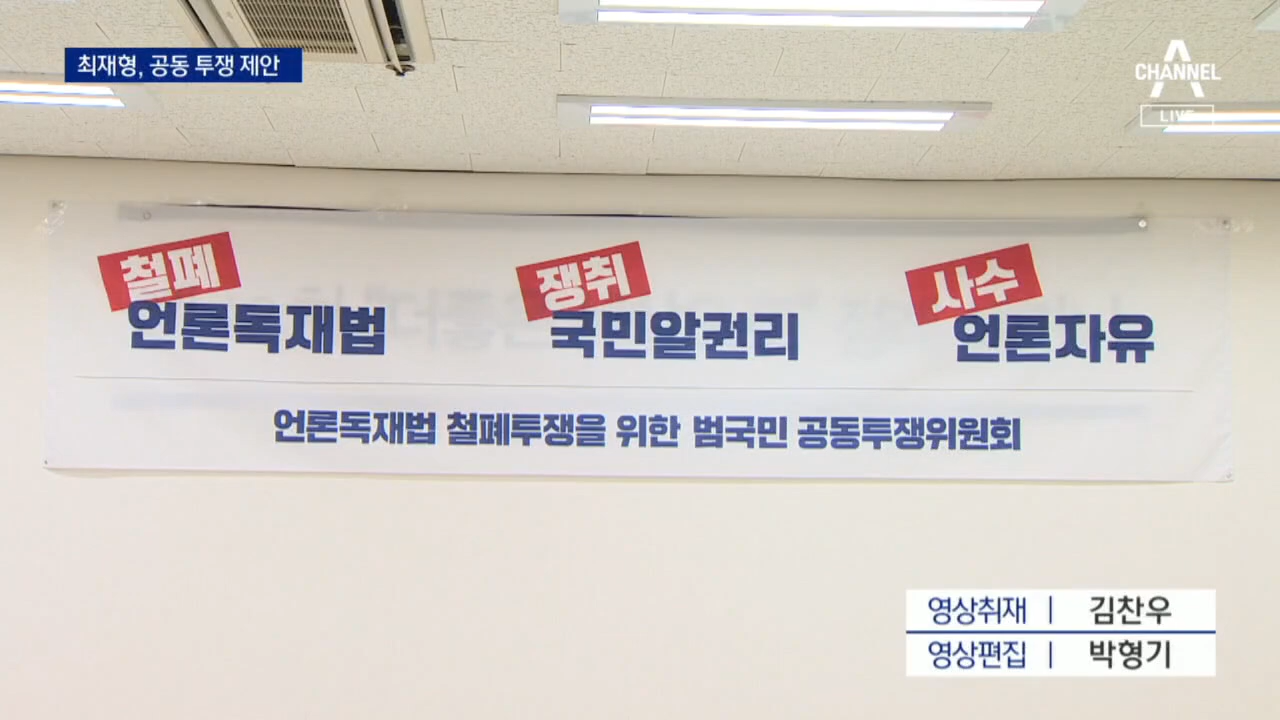 최재형, 공동 투쟁 제안
CHANNEL A
LIVE
철폐 쟁취 사수
언론독재법 국민알권리 언론자유
언론독재법 철폐투쟁을 위한 범국민 공동투쟁위원회
영상취재 | 김찬우
영상편집 | 박형기